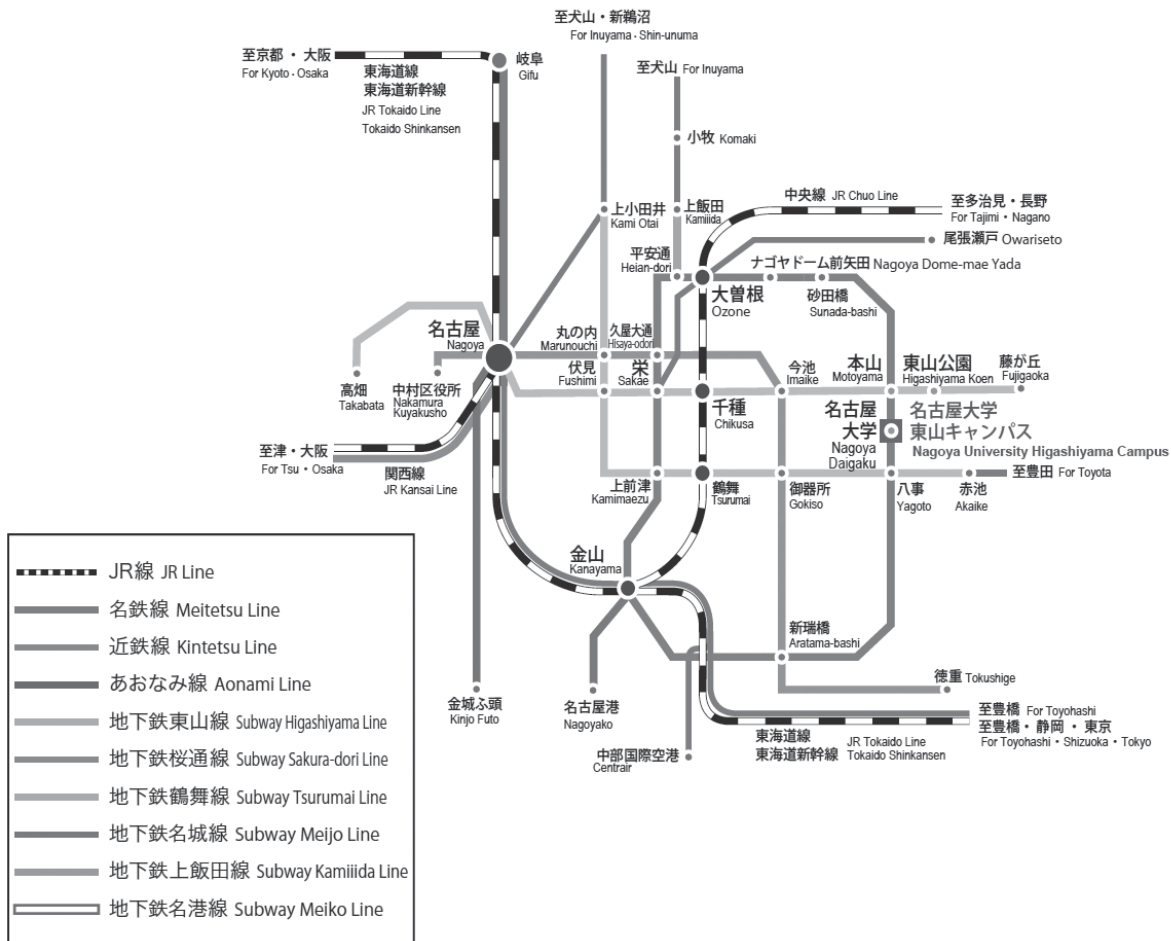 至犬山・新鵜沼
For Inuyama・Shin-unuma
至京都・大阪
For Kyoto・Osaka
岐阜
Gifu
東海道線
東海道新幹線
JR Tokaido Line
Tokaido Shinkansen
至犬山 For Inuyama
小牧 Komaki
中央線 JR Chuo Line
至多治見・長野
For Tajimi・Nagano
上小田井
Kami Otai
上飯田
Kamiiida
尾張瀬戸 Owariseto
平安通
Heian-dori
ナゴヤドーム前矢田 Nagoya Dome-mae Yada
大曽根
Ozone
砂田橋
Sunada-bashi
名古屋
Nagoya
丸の内
Marunouchi
久屋大通
Hisaya-odori
高畑
Takabata
中村区役所
Nakamura
Kuyakusho
伏見
Fushimi
栄
Sakae
千種
Chikusa
今池
Imaike
本山
Motoyama
東山公園
Higashiyama Koen
藤が丘
Fujigaoka
名古屋
大学
Nagoya
Daigaku
名古屋大学
東山キャンパス
Nagoya University Higashiyama Campus
至津・大阪
For Tsu・Osaka
関西線
JR Kansai Line
上前津
Kamimaezu
鶴舞
Tsurumai
御器所
Gokiso
八事
Yagoto
赤池
Akaike
至豊田 For Toyota
金山
Kanayama
新瑞橋
Aratama-bashi
金城ふ頭
Kinjo Futo
名古屋港
Nagoyako
徳重 Tokushige
中部国際空港
Centrair
東海道線
東海道新幹線
JR Tokaido Line
Tokaido Shinkansen
至豊橋 For Toyohashi
至豊橋・静岡・東京
For Toyohashi・Shizuoka・Tokyo
JR線 JR Line
名鉄線 Meitetsu Line
近鉄線 Kintetsu Line
あおなみ線 Aonami Line
地下鉄東山線 Subway Higashiyama Line
地下鉄桜通線 Subway Sakura-dori Line
地下鉄鶴舞線 Subway Tsurumai Line
地下鉄名城線 Subway Meijo Line
地下鉄上飯田線 Subway Kamiiida Line
地下鉄名港線 Subway Meiko Line